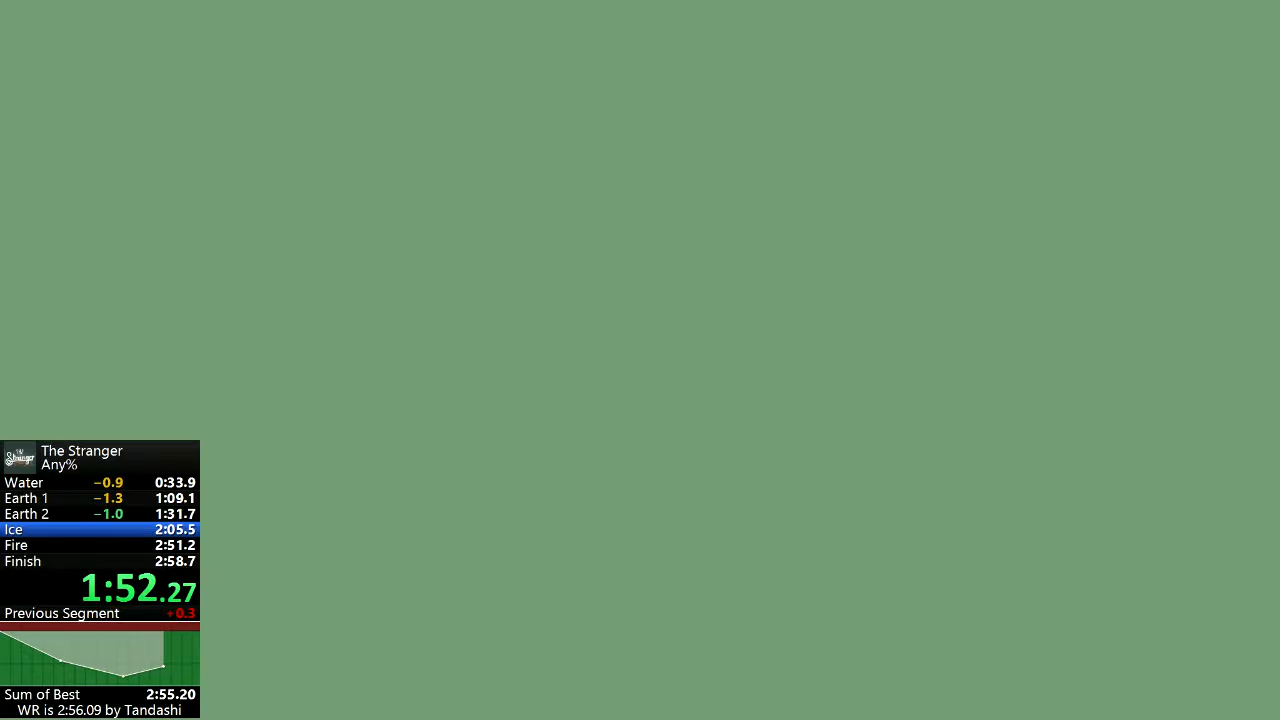 The Stranger
Any%
Water −0.9 0:33.9
Earth 1 −1.3 1:09.1
Earth 2 −1.0 1:31.7
Ice 2:05.5
Fire 2:51.2
Finish 2:58.7
1:52.27
Previous Segment +0.3
Sum of Best 2:55.20
WR is 2:56.09 by Tandashi